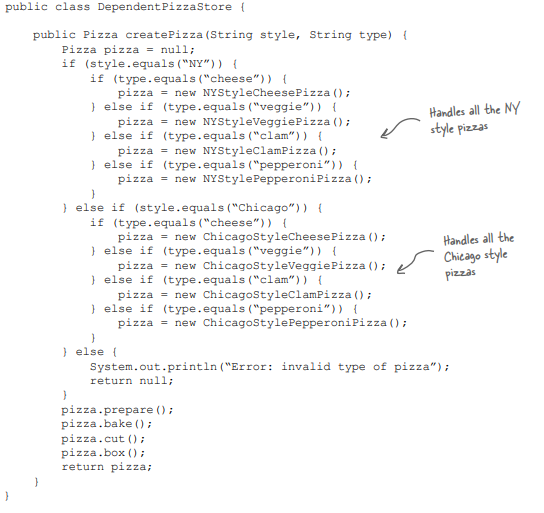 public class DependentPizzaStore {
public Pizza createPizza(String style, String type) {
Pizza pizza = null;
if (style.equals(“NY”)) {
if (type.equals(“cheese”)) {
pizza = new NYStyleCheesePizza();
} else if (type.equals(“veggie”)) {
pizza = new NYStyleVeggiePizza();
} else if (type.equals(“clam”)) {
pizza = new NYStyleClamPizza();
} else if (type.equals(“pepperoni”)) {
pizza = new NYStylePepperoniPizza();
}
Handles all the NY
style pizzas
} else if (style.equals(“Chicago”)) {
if (type.equals(“cheese”)) {
pizza = new ChicagoStyleCheesePizza();
} else if (type.equals(“veggie”)) {
pizza = new ChicagoStyleVeggiePizza();
} else if (type.equals(“clam”)) {
pizza = new ChicagoStyleClamPizza();
} else if (type.equals(“pepperoni”)) {
pizza = new ChicagoStylePepperoniPizza();
}
Handles all the
Chicago style
pizzas
} else {
System.out.println(“Error: invalid type of pizza”);
return null;
}
pizza.prepare();
pizza.bake();
pizza.cut();
pizza.box();
return pizza;
}
}